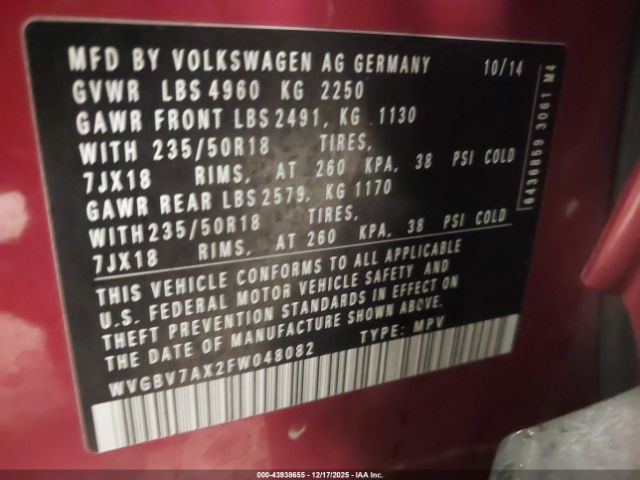 MFD BY VOLKSWAGEN AG GERMANY 10/14
GVWR LBS 4960 KG 2250
GAWR FRONT LBS 2491, KG 1130
WITH 235/50R18 TIRES,
7JX18 RIMS, AT 260 KPA, 38 PSI COLD
GAWR REAR LBS 2579, KG 1170
WITH 235/50R18 TIRES,
7JX18 RIMS, AT 260 KPA, 38 PSI COLD
THIS VEHICLE CONFORMS TO ALL APPLICABLE
U.S. FEDERAL MOTOR VEHICLE SAFETY AND
THEFT PREVENTION STANDARDS IN EFFECT ON
THE DATE OF MANUFACTURE SHOWN ABOVE.
WVGBV7AX2FW048082 TYPE: MPV
6436859 3061 M4
000-43938655 - 12/17/2025 - IAA Inc.